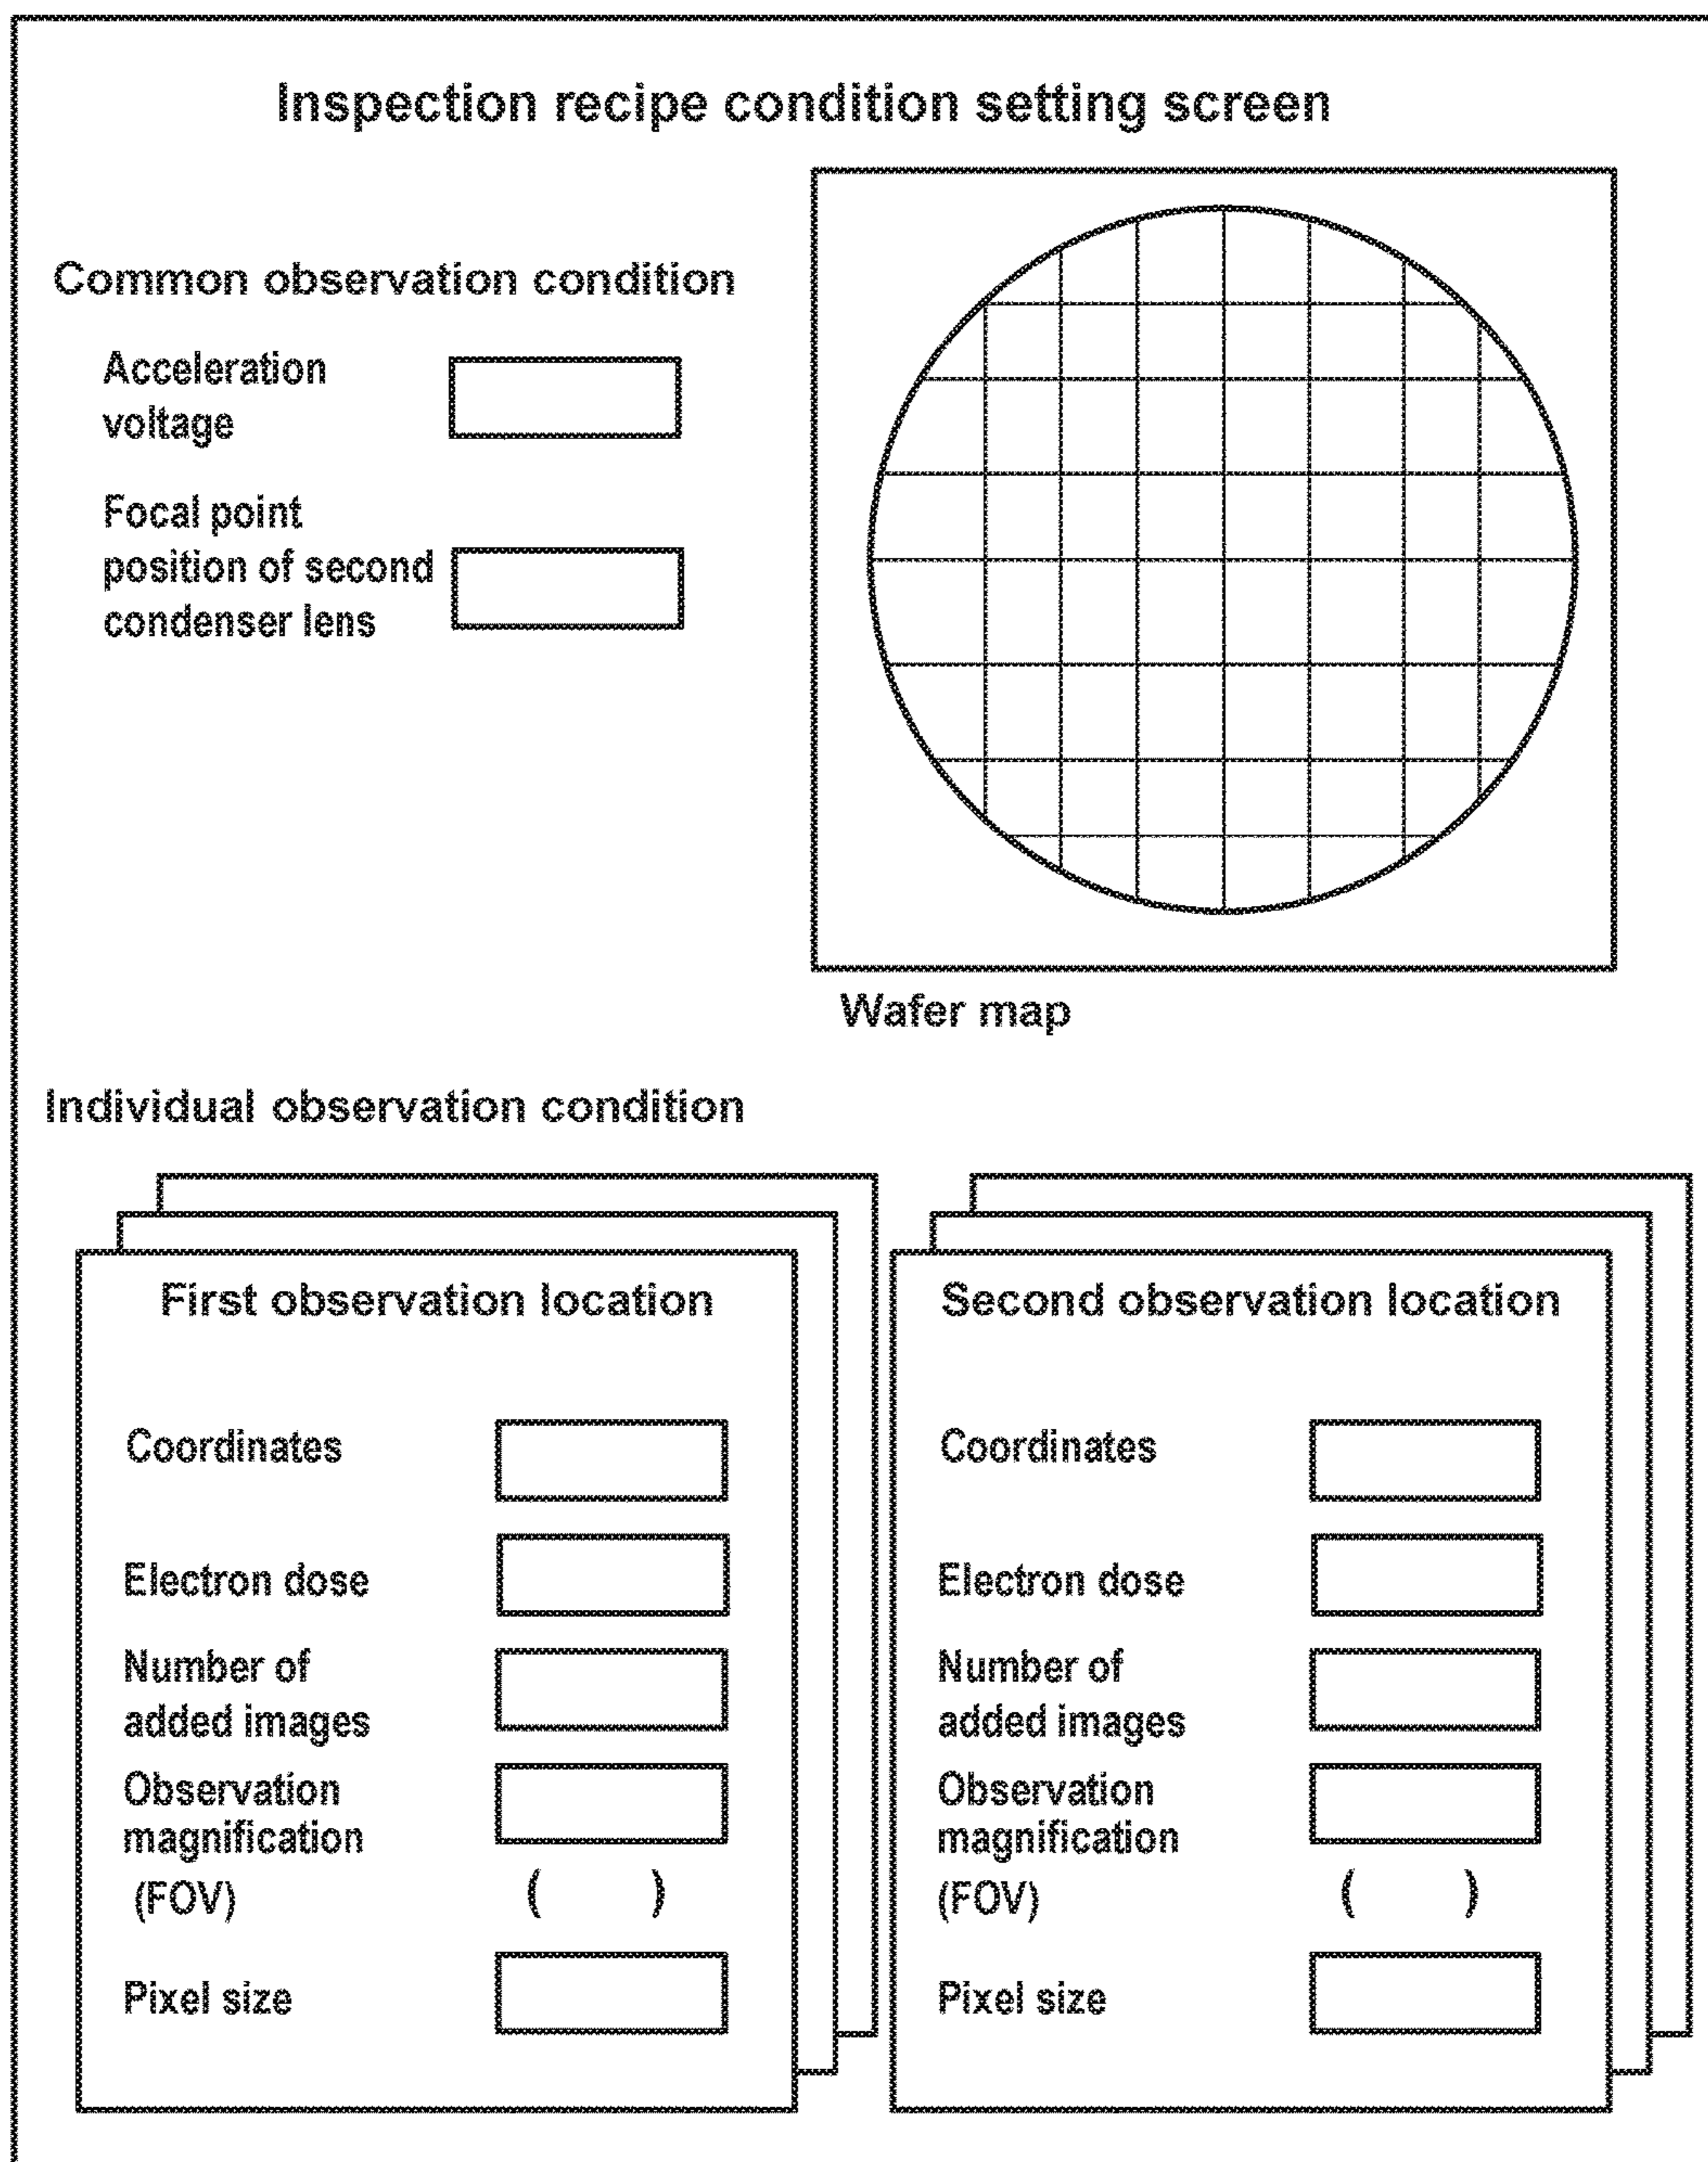 Inspection recipe condition setting screen
Common observation condition
Acceleration
voltage
Focal point
position of second
condenser lens
Wafer map
Individual observation condition
First observation location
Coordinates
Electron dose
Number of
added images
Observation
magnification
(FOV) ( )
Pixel size
Second observation location
Coordinates
Electron dose
Number of
added images
Observation
magnification
(FOV) ( )
Pixel size